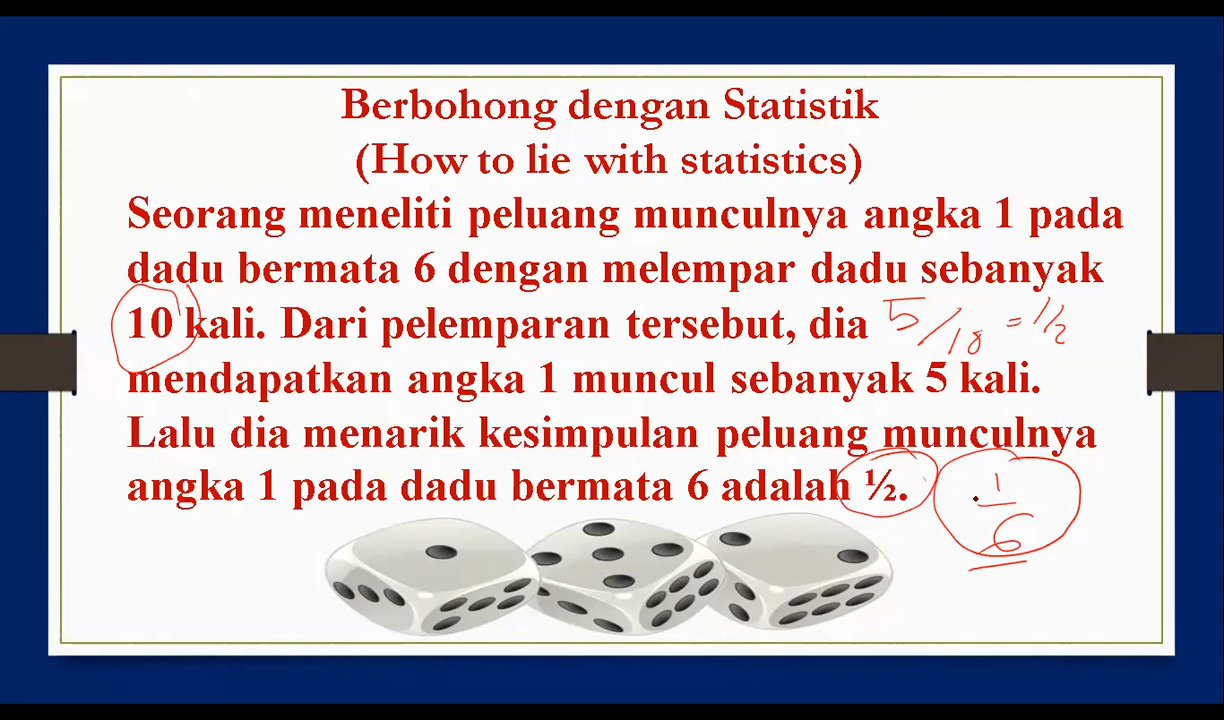 Berbohong dengan Statistik
(How to lie with statistics)
Seorang meneliti peluang munculnya angka 1 pada
dadu bermata 6 dengan melempar dadu sebanyak
10 kali. Dari pelemparan tersebut, dia 5/10 = 1/2
mendapatkan angka 1 muncul sebanyak 5 kali.
Lalu dia menarik kesimpulan peluang munculnya
angka 1 pada dadu bermata 6 adalah ½.
1
6